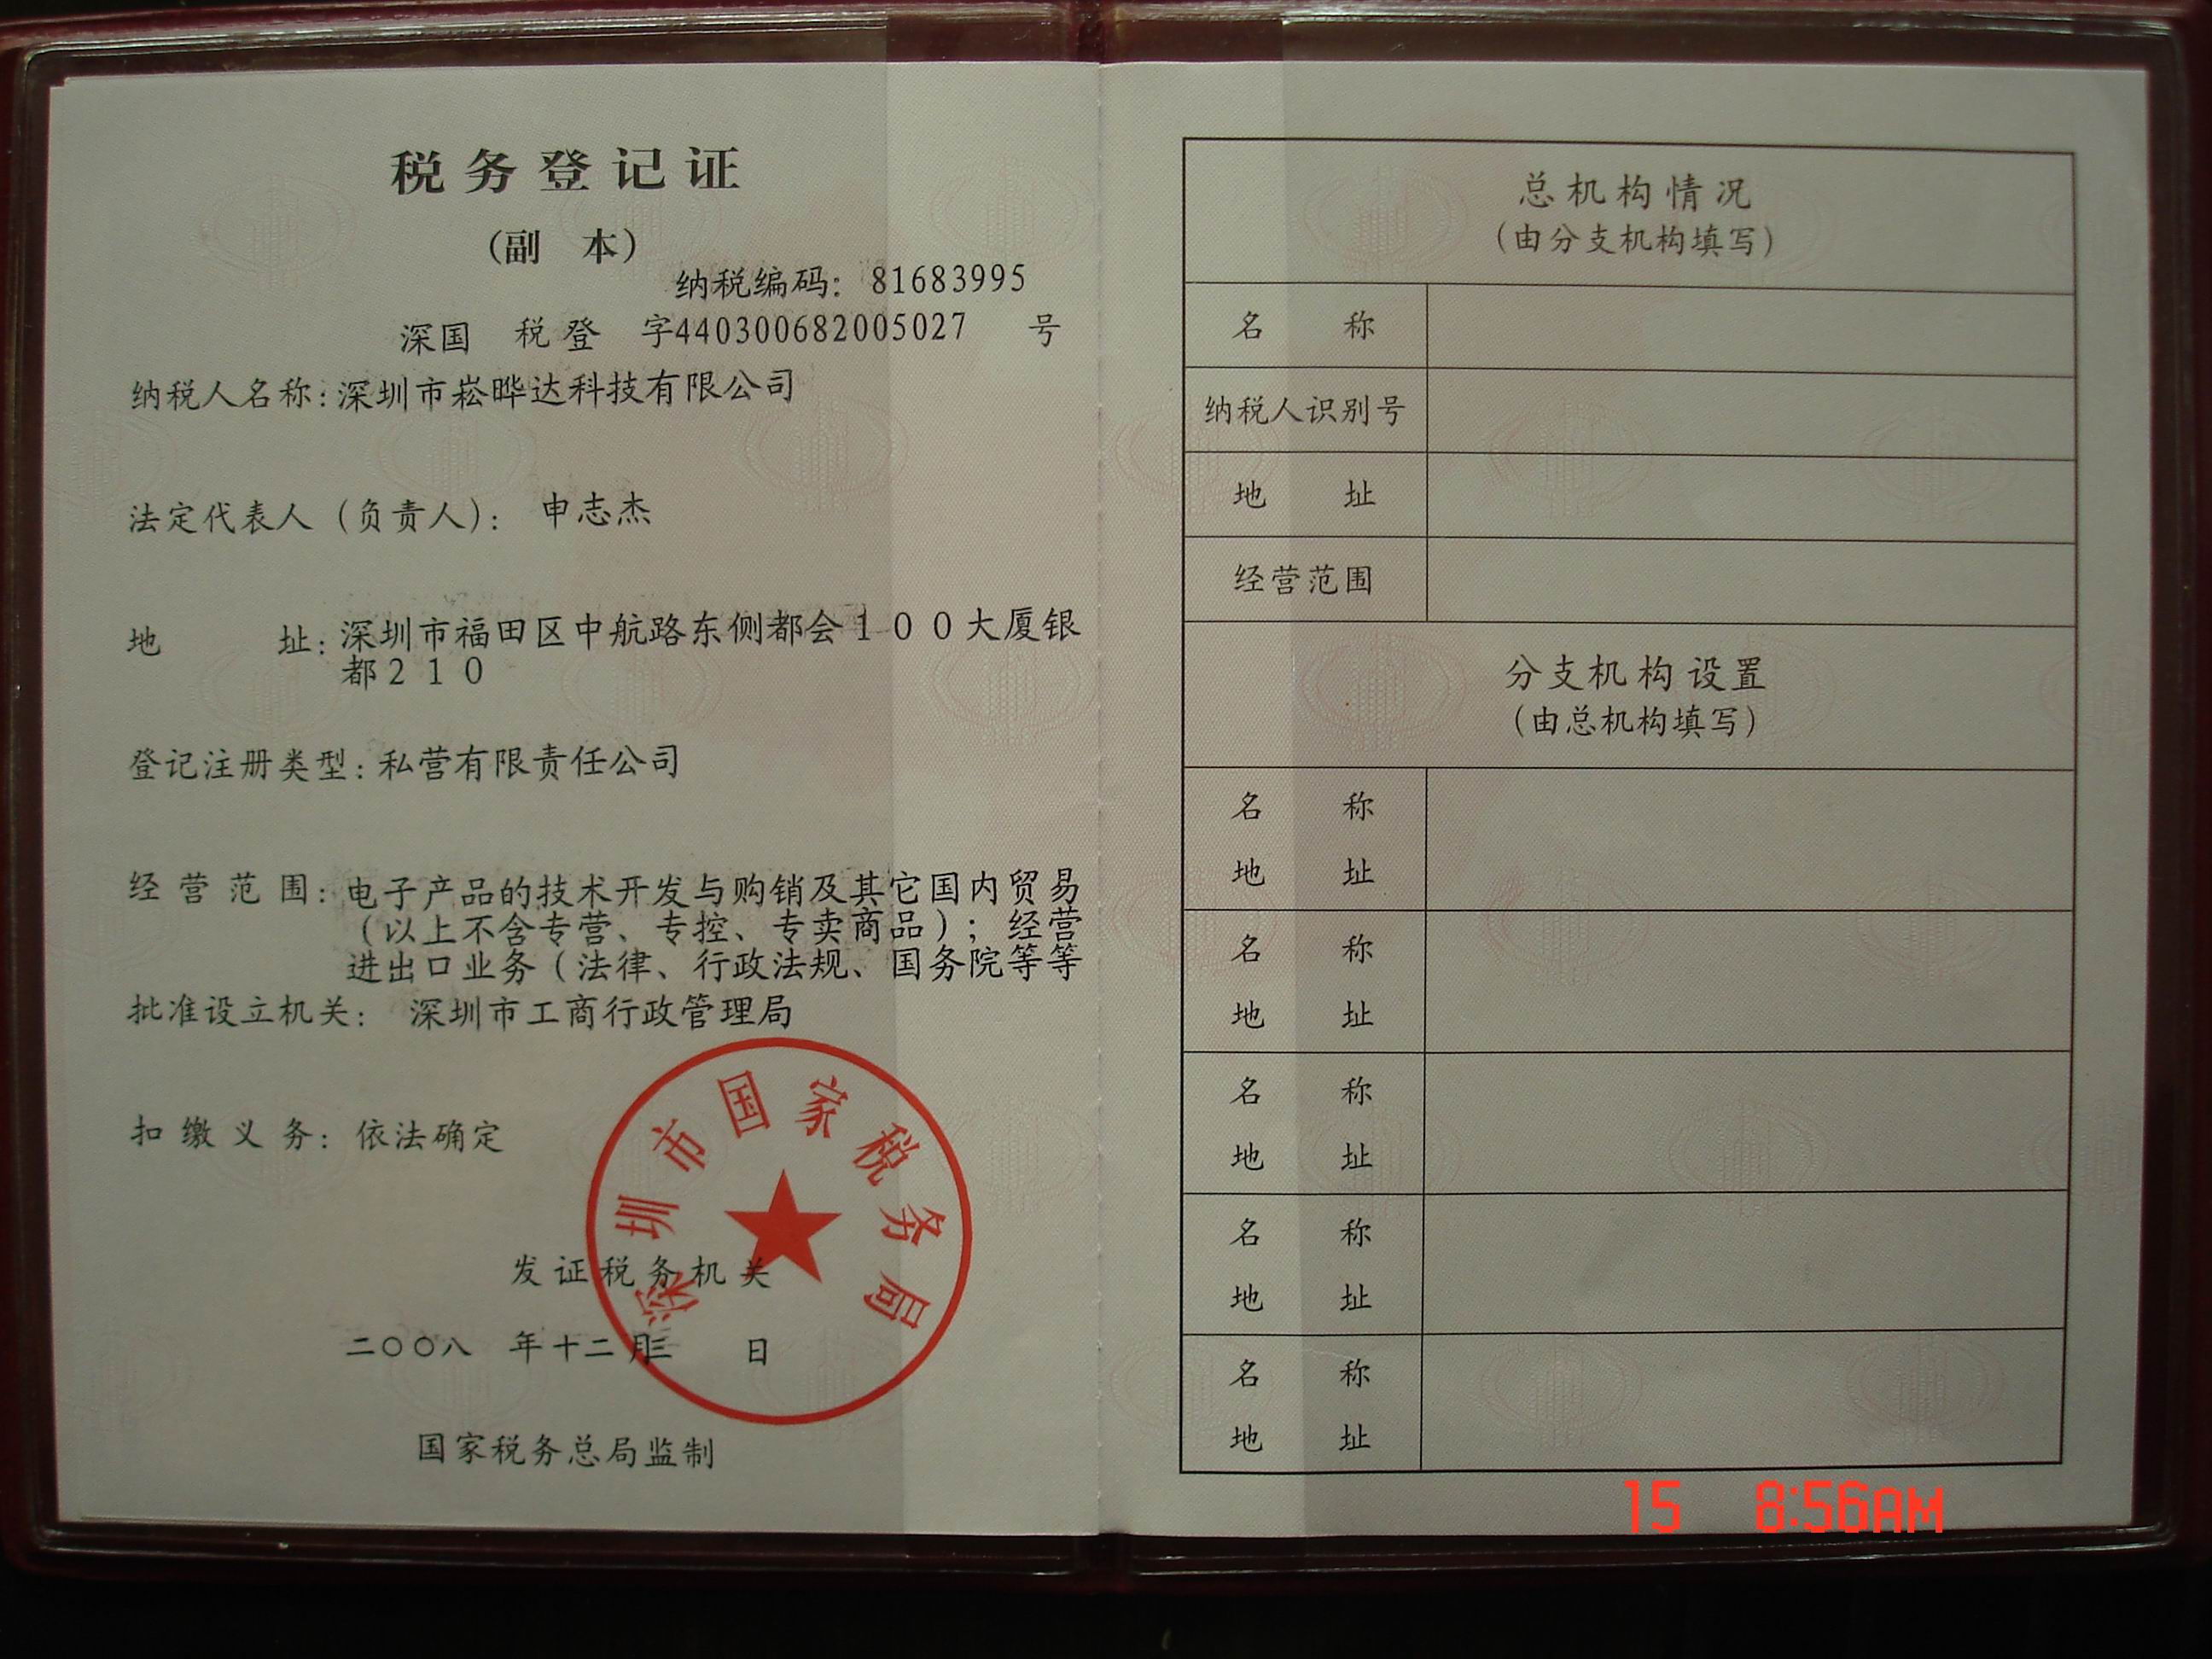 税务登记证
(副 本)
纳税编码: 81683995
深国 税登 字440300682005027 号
纳税人名称:深圳市崧晔达科技有限公司
法定代表人(负责人): 申志杰
地 址:深圳市福田区中航路东侧都会100大厦银
都210
登记注册类型:私营有限责任公司
经营范围:电子产品的技术开发与购销及其它国内贸易
(以上不含专营、专控、专卖商品);经营
进出口业务(法律、行政法规、国务院等等
批准设立机关: 深圳市工商行政管理局
扣缴义务:依法确定
深圳市国家税务局
发证税务机关
二〇〇八 年十二月三 日
国家税务总局监制
总机构情况
(由分支机构填写)
名 称
纳税人识别号
地 址
经营范围
分支机构设置
(由总机构填写)
名 称
地 址
名 称
地 址
名 称
地 址
名 称
地 址
名 称
地 址
15 8:56AM